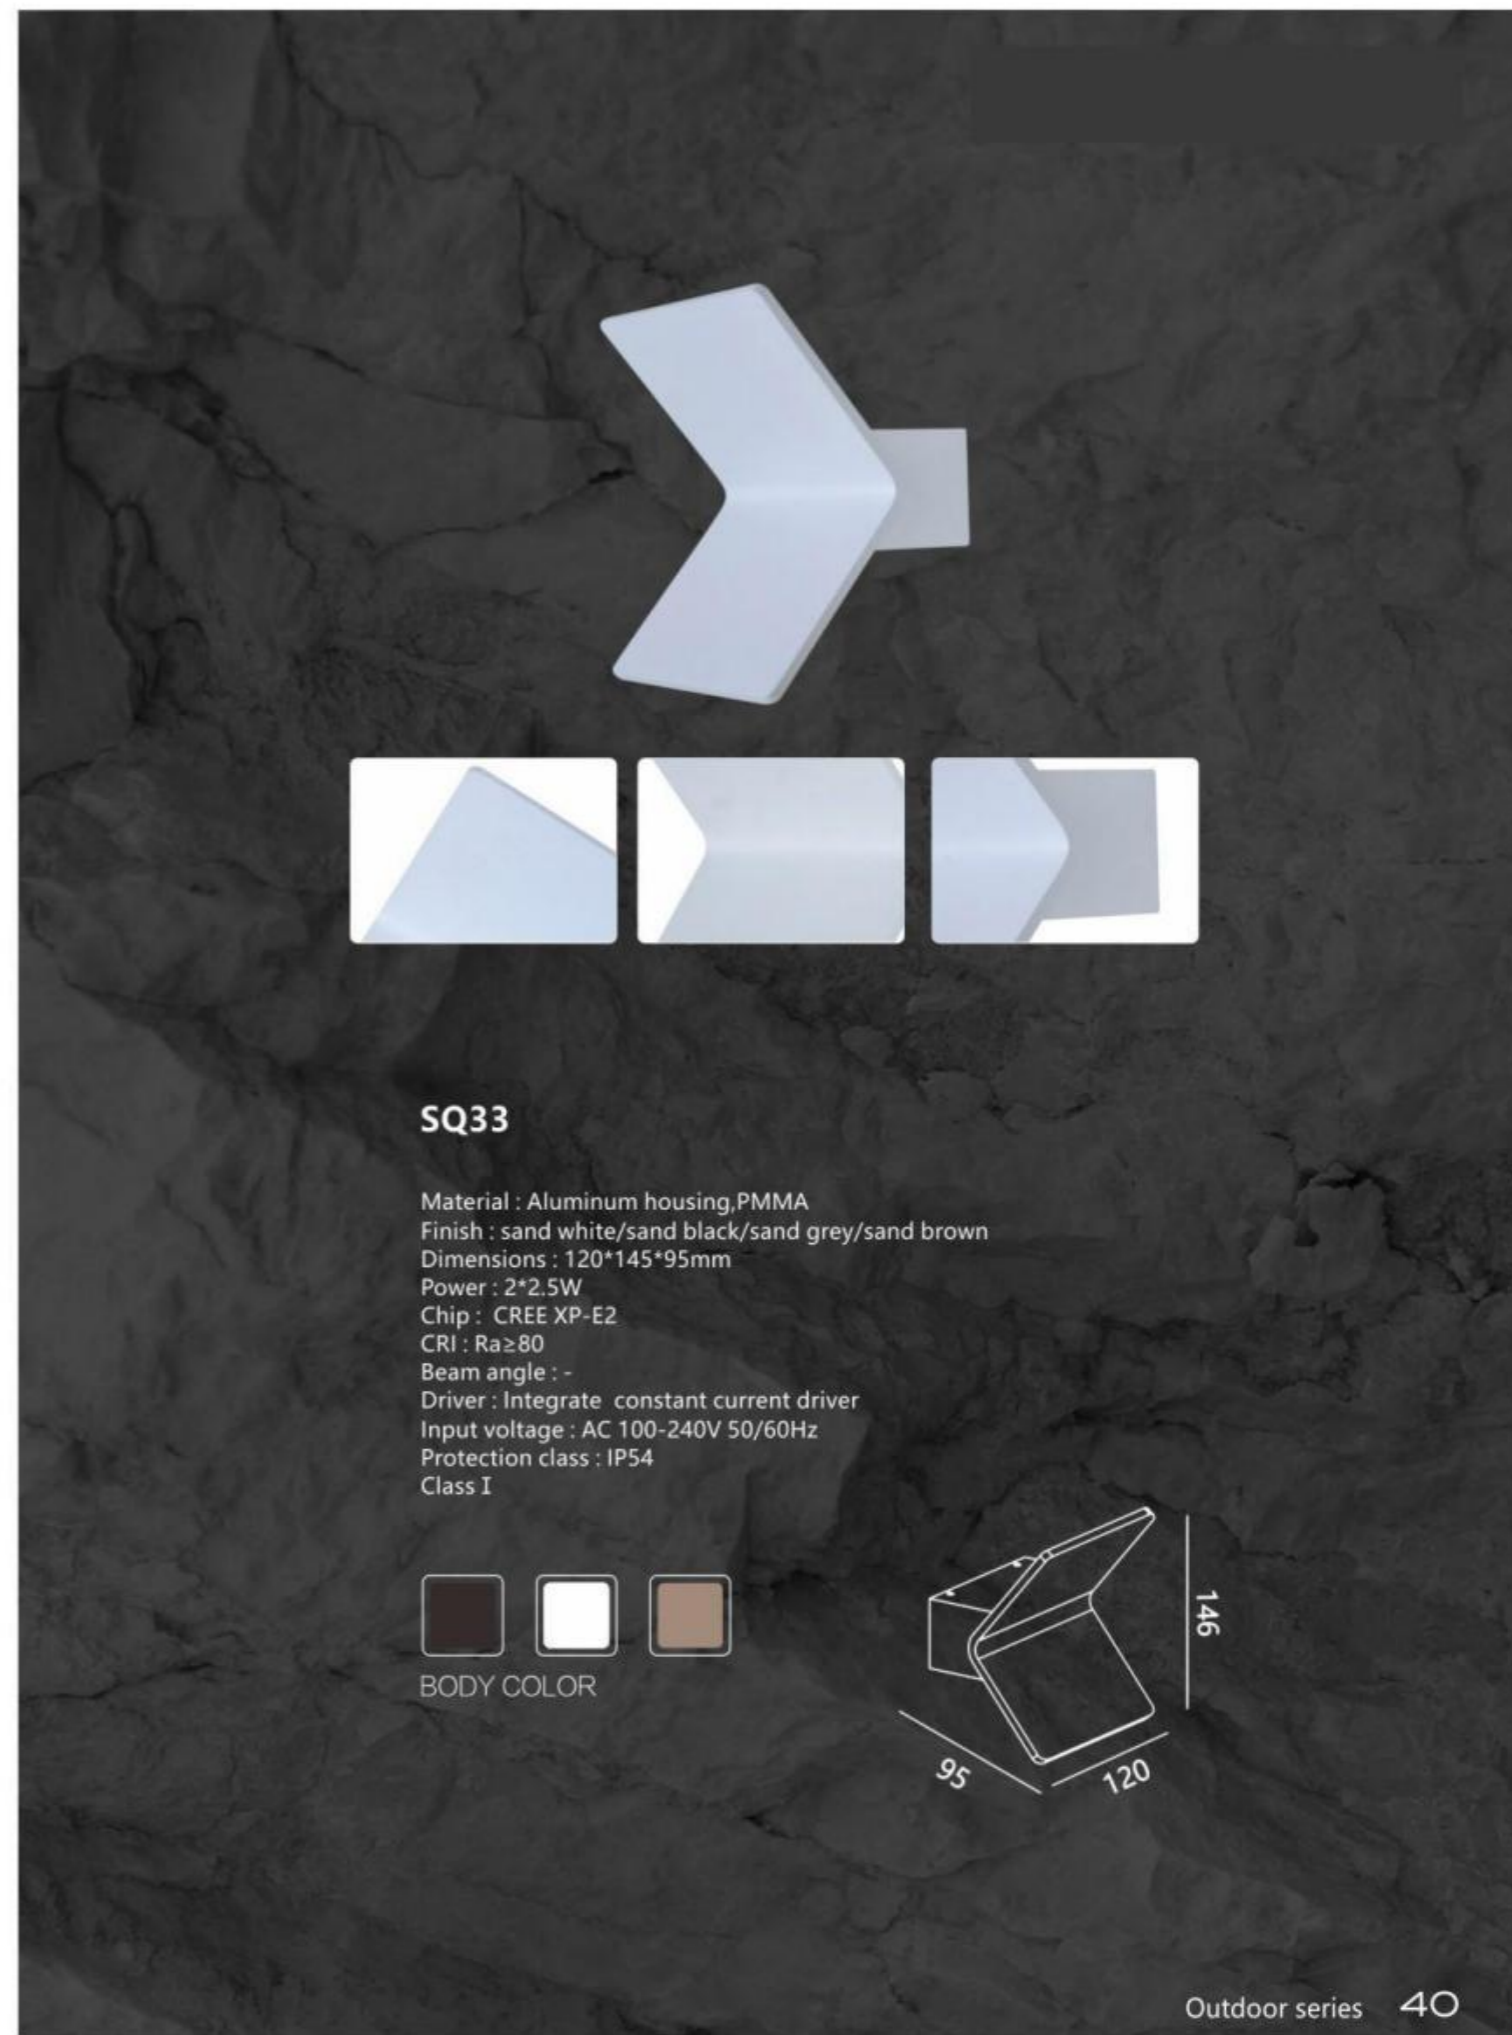 SQ33
Material : Aluminum housing,PMMA
Finish : sand white/sand black/sand grey/sand brown
Dimensions : 120*145*95mm
Power : 2*2.5W
Chip :  CREE XP-E2
CRI : Ra≥80
Beam angle : -
Driver : Integrate  constant current driver
Input voltage : AC 100-240V 50/60Hz
Protection class : IP54
Class I
BODY COLOR
146
95
120
Outdoor series 40